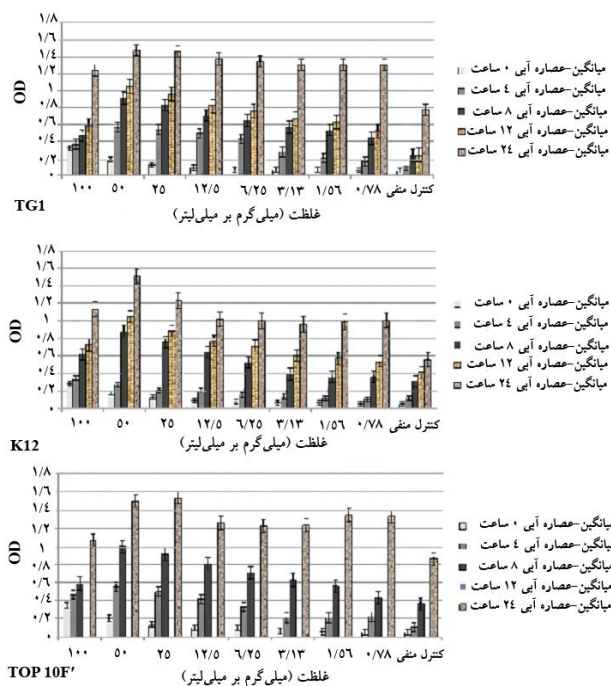 ۱/۸
۱/۶
۱/۴
۱/۲
۱
۰/۸
۰/۶
۰/۴
۰/۲
۰
OD
۱۰۰ ۵۰ ۲۵ ۱۲/۵ ۶/۲۵ ۳/۱۳ ۱/۵۶ ۰/۷۸ کنترل منفی
غلظت (میلی‌گرم بر میلی‌لیتر)
TG1
میانگین-عصاره آبی ۰ ساعت
میانگین-عصاره آبی ۴ ساعت
میانگین-عصاره آبی ۸ ساعت
میانگین-عصاره آبی ۱۲ ساعت
میانگین-عصاره آبی ۲۴ ساعت
۱/۸
۱/۶
۱/۴
۱/۲
۱
۰/۸
۰/۶
۰/۴
۰/۲
۰
OD
۱۰۰ ۵۰ ۲۵ ۱۲/۵ ۶/۲۵ ۳/۱۳ ۱/۵۶ ۰/۷۸ کنترل منفی
غلظت (میلی‌گرم بر میلی‌لیتر)
K12
میانگین-عصاره آبی ۰ ساعت
میانگین-عصاره آبی ۴ ساعت
میانگین-عصاره آبی ۸ ساعت
میانگین-عصاره آبی ۱۲ ساعت
میانگین-عصاره آبی ۲۴ ساعت
۱/۸
۱/۶
۱/۴
۱/۲
۱
۰/۸
۰/۶
۰/۴
۰/۲
۰
OD
۱۰۰ ۵۰ ۲۵ ۱۲/۵ ۶/۲۵ ۳/۱۳ ۱/۵۶ ۰/۷۸ کنترل منفی
غلظت (میلی‌گرم بر میلی‌لیتر)
TOP 10F′
میانگین-عصاره آبی ۰ ساعت
میانگین-عصاره آبی ۴ ساعت
میانگین-عصاره آبی ۸ ساعت
میانگین-عصاره آبی ۱۲ ساعت
میانگین-عصاره آبی ۲۴ ساعت